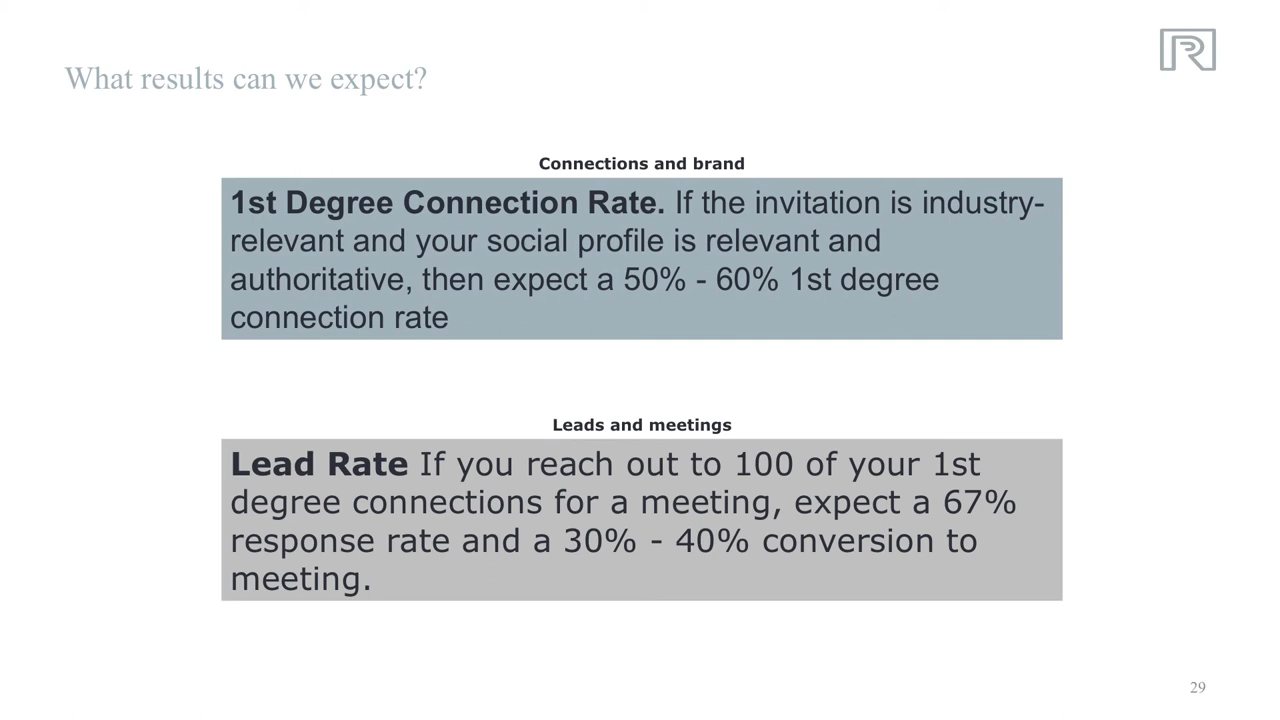 What results can we expect?
Connections and brand
1st Degree Connection Rate. If the invitation is industry-
relevant and your social profile is relevant and
authoritative, then expect a 50% - 60% 1st degree
connection rate
Leads and meetings
Lead Rate If you reach out to 100 of your 1st
degree connections for a meeting, expect a 67%
response rate and a 30% - 40% conversion to
meeting.
29